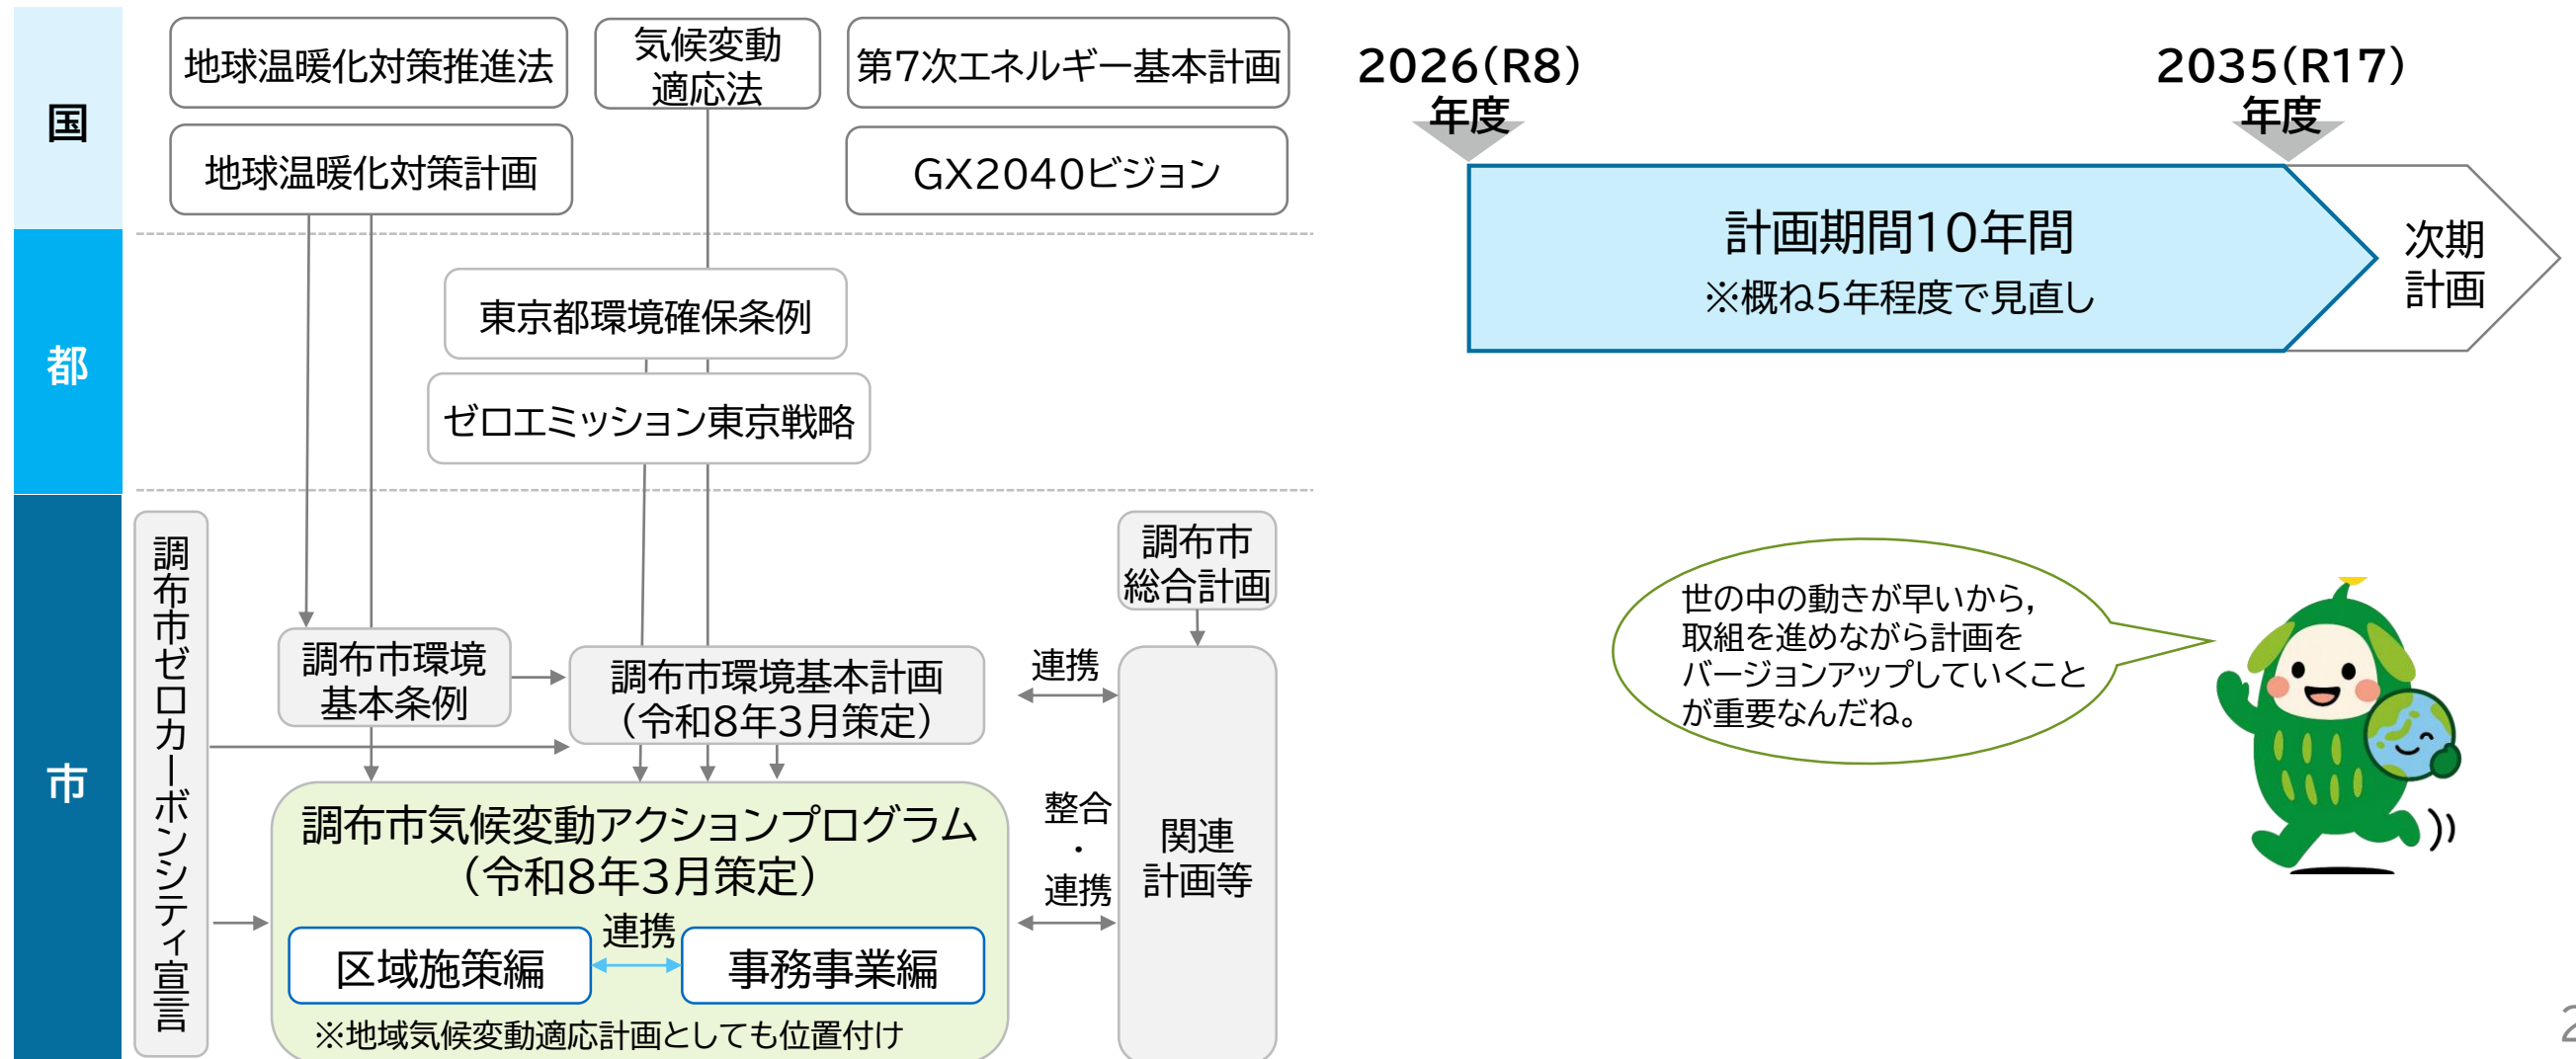 国
地球温暖化対策推進法
気候変動
適応法
第7次エネルギー基本計画
地球温暖化対策計画
GX2040ビジョン
都
東京都環境確保条例
ゼロエミッション東京戦略
市
調布市ゼロカーボンシティ宣言
調布市
総合計画
調布市環境
基本条例
調布市環境基本計画
（令和8年3月策定）
連携
調布市気候変動アクションプログラム
（令和8年3月策定）
整合
・
連携
関連
計画等
区域施策編
連携
事務事業編
※地域気候変動適応計画としても位置付け
2026(R8)
年度
2035(R17)
年度
計画期間10年間
※概ね5年程度で見直し
次期
計画
世の中の動きが早いから，
取組を進めながら計画を
バージョンアップしていくこと
が重要なんだね。